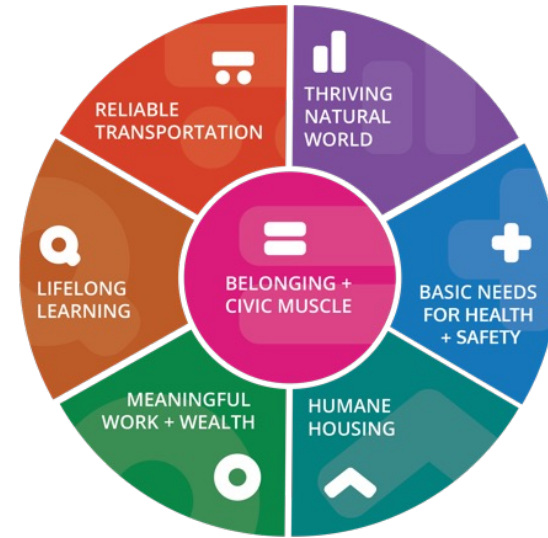 RELIABLE
TRANSPORTATION
THRIVING
NATURAL
WORLD
LIFELONG
LEARNING
BELONGING +
CIVIC MUSCLE
BASIC NEEDS
FOR HEALTH
+ SAFETY
MEANINGFUL
WORK + WEALTH
HUMANE
HOUSING